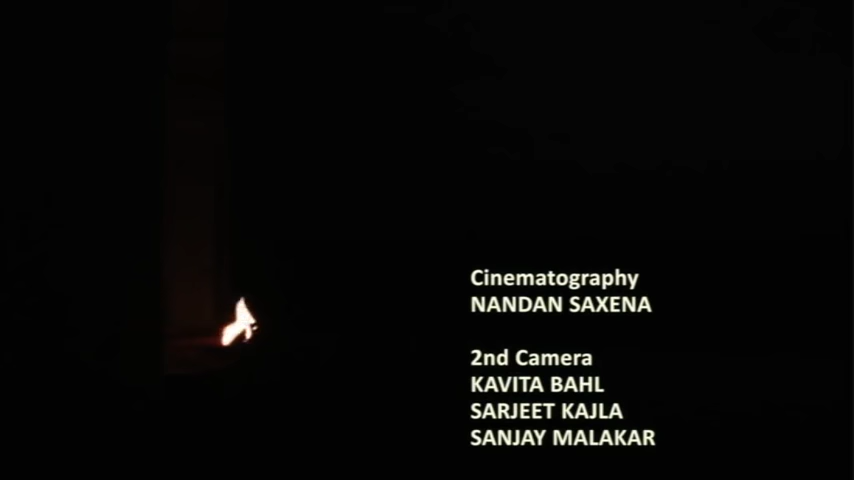 Cinematography
NANDAN SAXENA
2nd Camera
KAVITA BAHL
SARJEET KAJLA
SANJAY MALAKAR